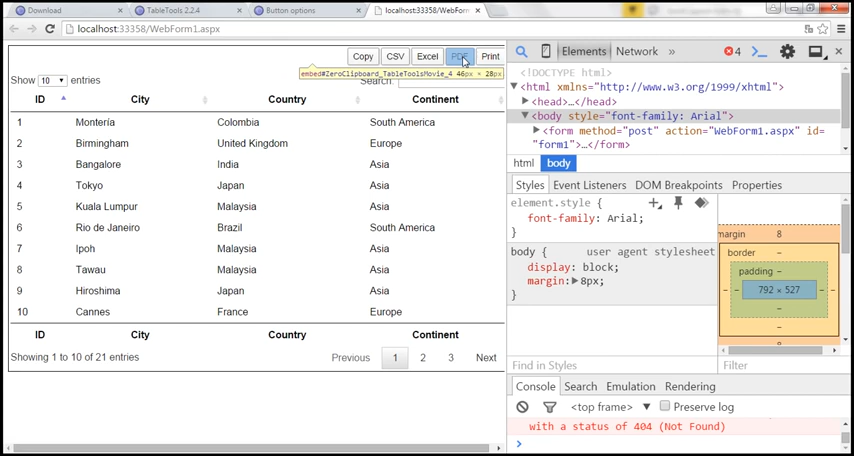 Download
TableTools 2.2.4
Button options
localhost:33358/WebForm
localhost:33358/WebForm1.aspx
Copy CSV Excel PDF Print
embed#ZeroClipboard_TableToolsMovie_4 46px × 28px
Show 10 entries
Search:
ID City Country Continent
1 Montería Colombia South America
2 Birmingham United Kingdom Europe
3 Bangalore India Asia
4 Tokyo Japan Asia
5 Kuala Lumpur Malaysia Asia
6 Rio de Janeiro Brazil South America
7 Ipoh Malaysia Asia
8 Tawau Malaysia Asia
9 Hiroshima Japan Asia
10 Cannes France Europe
ID City Country Continent
Showing 1 to 10 of 21 entries
Previous 1 2 3 Next
Elements Network » 4
<!DOCTYPE html>
<html xmlns="http://www.w3.org/1999/xhtml">
<head>…</head>
<body style="font-family: Arial">
<form method="post" action="WebForm1.aspx" id=
"form1">…</form>
html body
Styles Event Listeners DOM Breakpoints Properties
element.style {
font-family: Arial;
}
body { user agent stylesheet
display: block;
margin: 8px;
}
margin 8
border –
padding –
– – 792 × 527 – –
–
–
8
Find in Styles
Filter
Console Search Emulation Rendering
<top frame> Preserve log
with a status of 404 (Not Found)
>